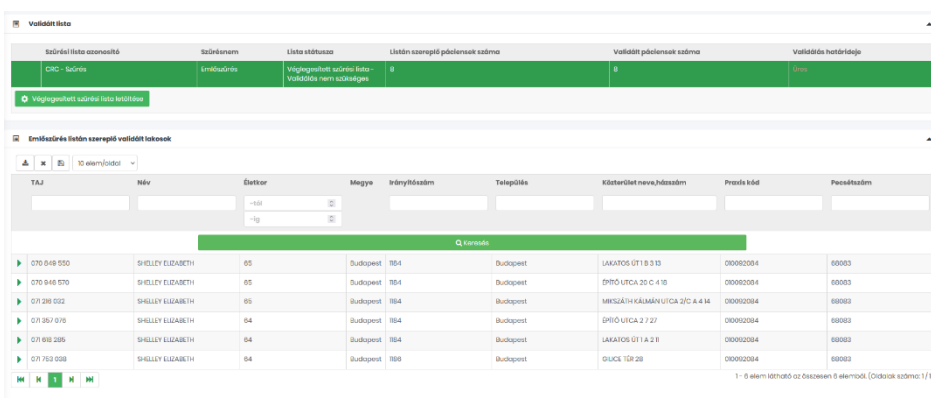 Validált lista
Szűrési lista azonosító Szűrésnem Lista státusza Listán szereplő páciensek száma Validált páciensek száma Validálás határideje
CRC - Szűrés Emlőszűrés Véglegesített szűrési lista - 8 8 Üres
Validálás nem szükséges
Véglegesített szűrési lista letöltése
Emlőszűrés listán szereplő validált lakosok
10 elem/oldal
TAJ Név Életkor Megye Irányítószám Település Közterület neve,házszám Praxis kód Pecsétszám
-tól
-ig
Keresés
070 849 550 SHELLEY ELIZABETH 65 Budapest 1184 Budapest LAKATOS ÚT 1 B 3 13 010092084 68083
070 946 570 SHELLEY ELIZABETH 65 Budapest 1184 Budapest ÉPÍTŐ UTCA 20 C 4 18 010092084 68083
071 216 032 SHELLEY ELIZABETH 65 Budapest 1184 Budapest MIKSZÁTH KÁLMÁN UTCA 2/C A 4 14 010092084 68083
071 357 076 SHELLEY ELIZABETH 64 Budapest 1184 Budapest ÉPÍTŐ UTCA 2 7 27 010092084 68083
071 618 285 SHELLEY ELIZABETH 64 Budapest 1184 Budapest LAKATOS ÚT 1 A 2 11 010092084 68083
071 753 038 SHELLEY ELIZABETH 64 Budapest 1186 Budapest GILICE TÉR 28 010092084 68083
1
1 - 6 elem látható az összesen 6 elemből. (Oldalak száma: 1 / 1